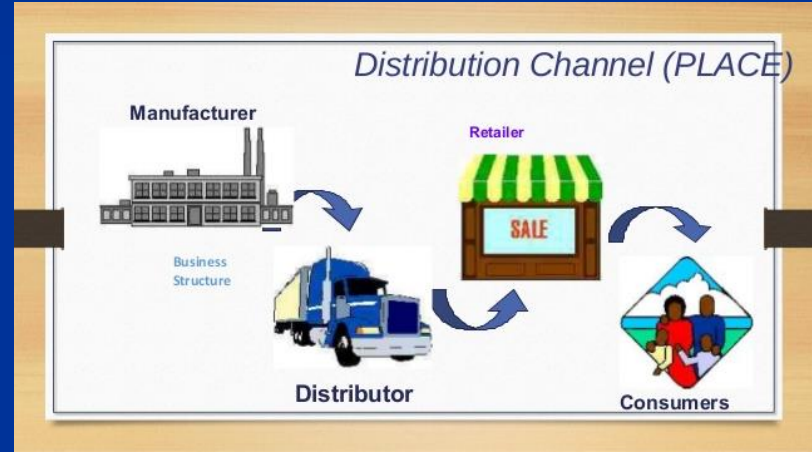 Distribution Channel (PLACE)
Manufacturer
Retailer
SALE
Business
Structure
Distributor
Consumers